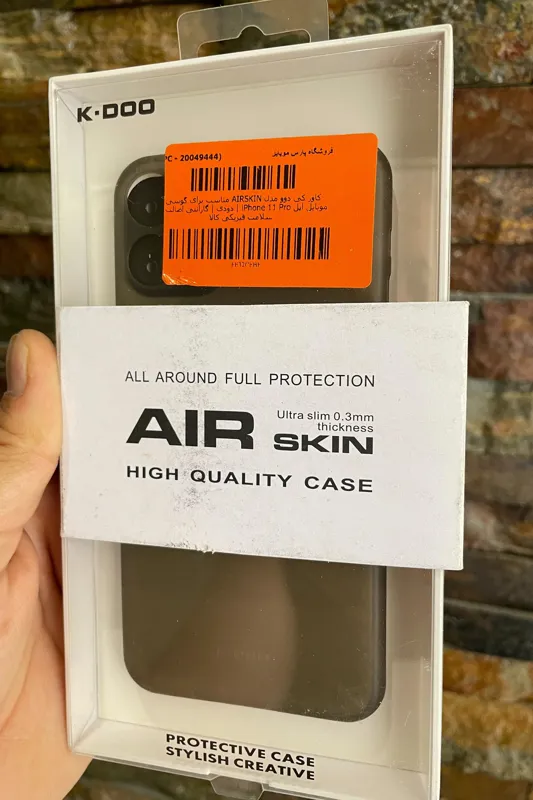 K-DOO
فروشگاه پارس موبایل
°C - 20049444)
کاور کی دوو مدل AIRSKIN مناسب برای گوشی
موبایل اپل iPhone 11 Pro | دودی | گارانتی اصالت
سلامت فیزیکی کالا
ALL AROUND FULL PROTECTION
AIR SKIN
Ultra slim 0.3mm
thickness
HIGH QUALITY CASE
PROTECTIVE CASE
STYLISH CREATIVE